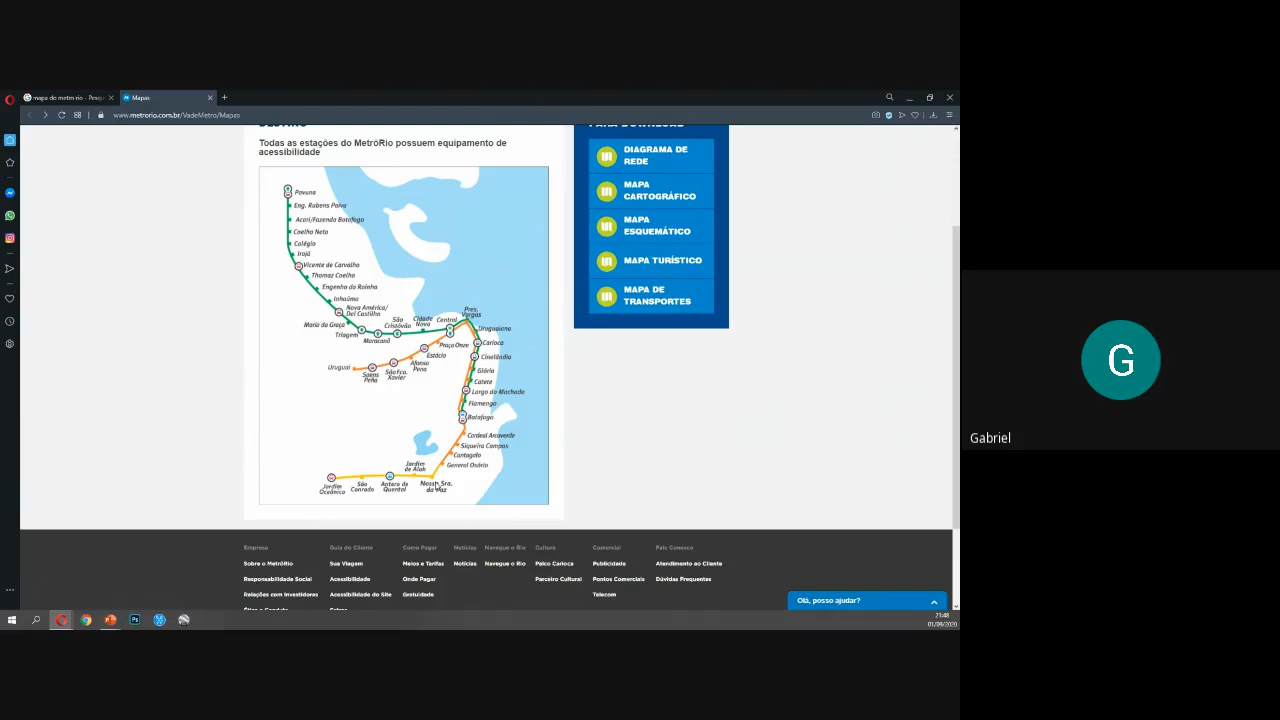 mapa do metro rio - Pesqu
Mapas
www.metrorio.com.br/VadeMetro/Mapas
Todas as estações do MetrôRio possuem equipamento de
acessibilidade
Pavuna
Eng. Rubens Paiva
Acari/Fazenda Botafogo
Coelho Neto
Colégio
Irajá
Vicente de Carvalho
Thomaz Coelho
Engenho da Rainha
Inhaúma
Nova América/
Del Castilho
Maria da Graça
Triagem
Maracanã
São
Cristóvão
Cidade
Nova
Central
Pres.
Vargas
Uruguaiana
Carioca
Cinelândia
Glória
Catete
Largo do Machado
Flamengo
Botafogo
Praça Onze
Estácio
Afonso
Pena
São Fco.
Xavier
Saens
Peña
Uruguai
Cardeal Arcoverde
Siqueira Campos
Cantagalo
General Osório
Nossa Sra.
da Paz
Jardim
de Alah
Antero de
Quental
São
Conrado
Jardim
Oceânico
PARA DOWNLOAD
DIAGRAMA DE
REDE
MAPA
CARTOGRÁFICO
MAPA
ESQUEMÁTICO
MAPA TURÍSTICO
MAPA DE
TRANSPORTES
Empresa
Sobre o MetrôRio
Responsabilidade Social
Relações com Investidores
Ética e Conduta
Guia do Cliente
Sua Viagem
Acessibilidade
Acessibilidade do Site
Como Pagar
Meios e Tarifas
Onde Pagar
Gratuidade
Notícias
Notícias
Navegue o Rio
Navegue o Rio
Cultura
Palco Carioca
Parceiro Cultural
Comercial
Publicidade
Pontos Comerciais
Telecom
Fale Conosco
Atendimento ao Cliente
Dúvidas Frequentes
Olá, posso ajudar?
21:48
01/09/2020
G
Gabriel